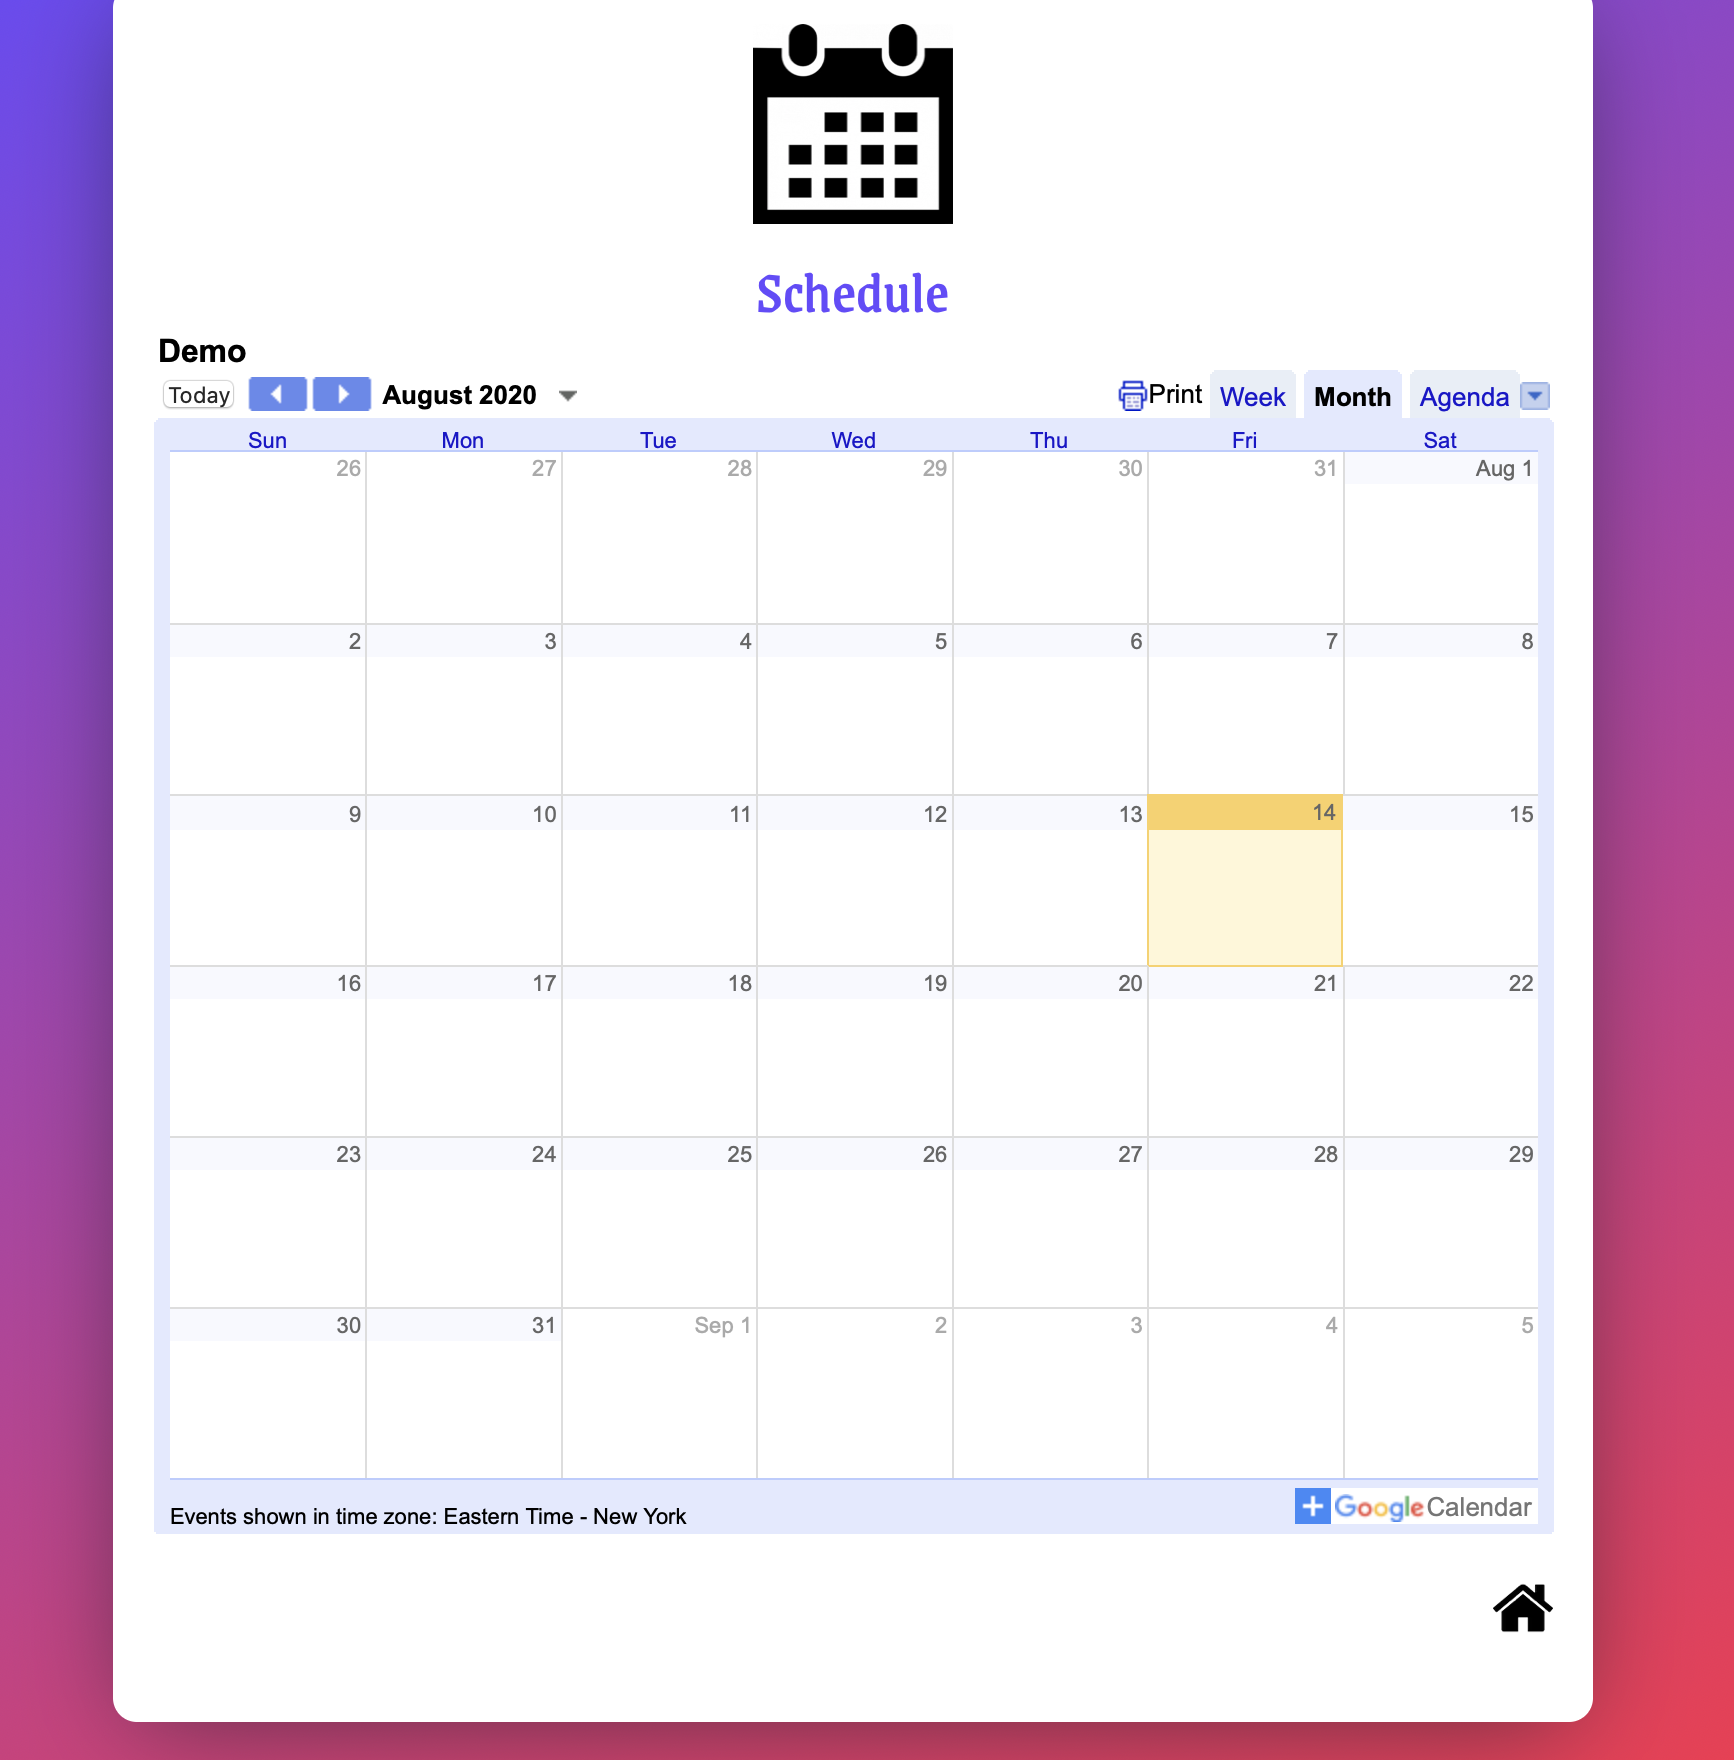 Schedule
Demo
Today August 2020 Print Week Month Agenda
Sun Mon Tue Wed Thu Fri Sat
26 27 28 29 30 31 Aug 1
2 3 4 5 6 7 8
9 10 11 12 13 14 15
16 17 18 19 20 21 22
23 24 25 26 27 28 29
30 31 Sep 1 2 3 4 5
Events shown in time zone: Eastern Time - New York
Google Calendar